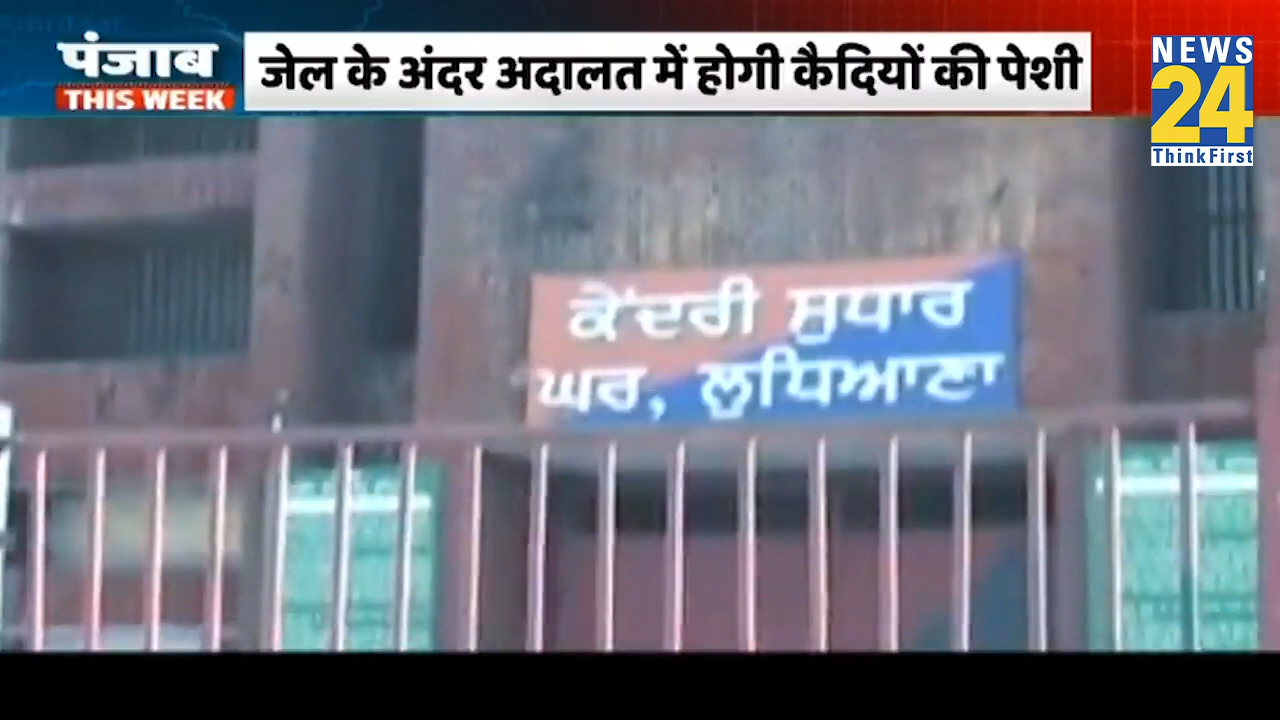 पंजाब
THIS WEEK
जेल के अंदर अदालत में होगी कैदियों की पेशी
NEWS
24
ThinkFirst
ਕੇਂਦਰੀ ਸੁਧਾਰ
ਘਰ, ਲੁਧਿਆਣਾ